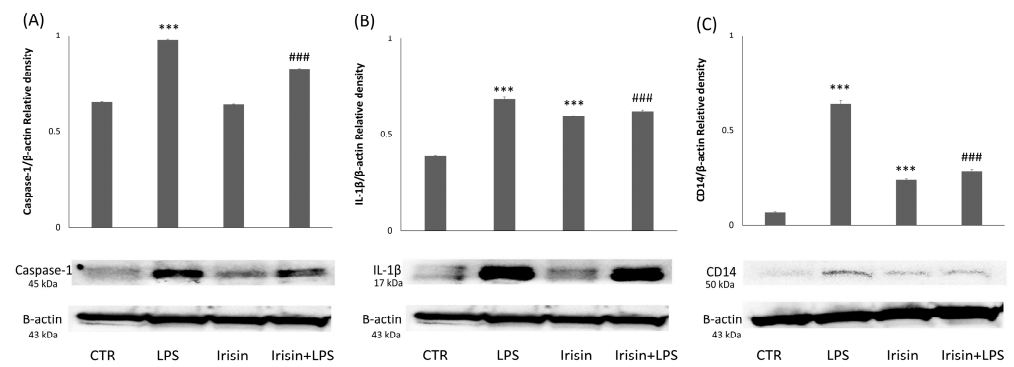 (A)
Caspase-1/β-actin Relative density
1
0.5
0
***
###
Caspase-1
45 kDa
B-actin
43 kDa
CTR LPS Irisin Irisin+LPS
(B)
IL-1β/β-actin Relative density
1
0.5
0
***
***
###
IL-1β
17 kDa
B-actin
43 kDa
CTR LPS Irisin Irisin+LPS
(C)
CD14/β-actin Relative density
1
0.5
0
***
***
###
CD14
50 kDa
B-actin
43 kDa
CTR LPS Irisin Irisin+LPS